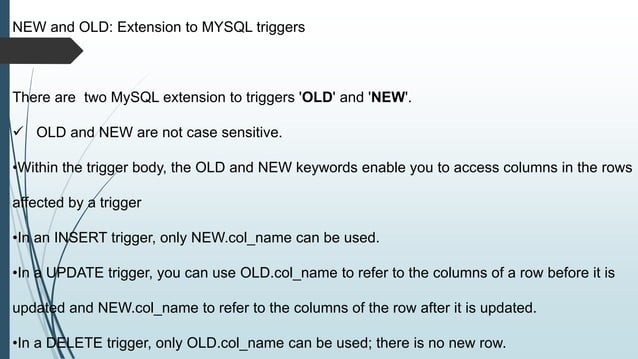 NEW and OLD: Extension to MYSQL triggers
There are  two MySQL extension to triggers 'OLD' and 'NEW'.
✓ OLD and NEW are not case sensitive.
•Within the trigger body, the OLD and NEW keywords enable you to access columns in the rows
affected by a trigger
•In an INSERT trigger, only NEW.col_name can be used.
•In a UPDATE trigger, you can use OLD.col_name to refer to the columns of a row before it is
updated and NEW.col_name to refer to the columns of the row after it is updated.
•In a DELETE trigger, only OLD.col_name can be used; there is no new row.